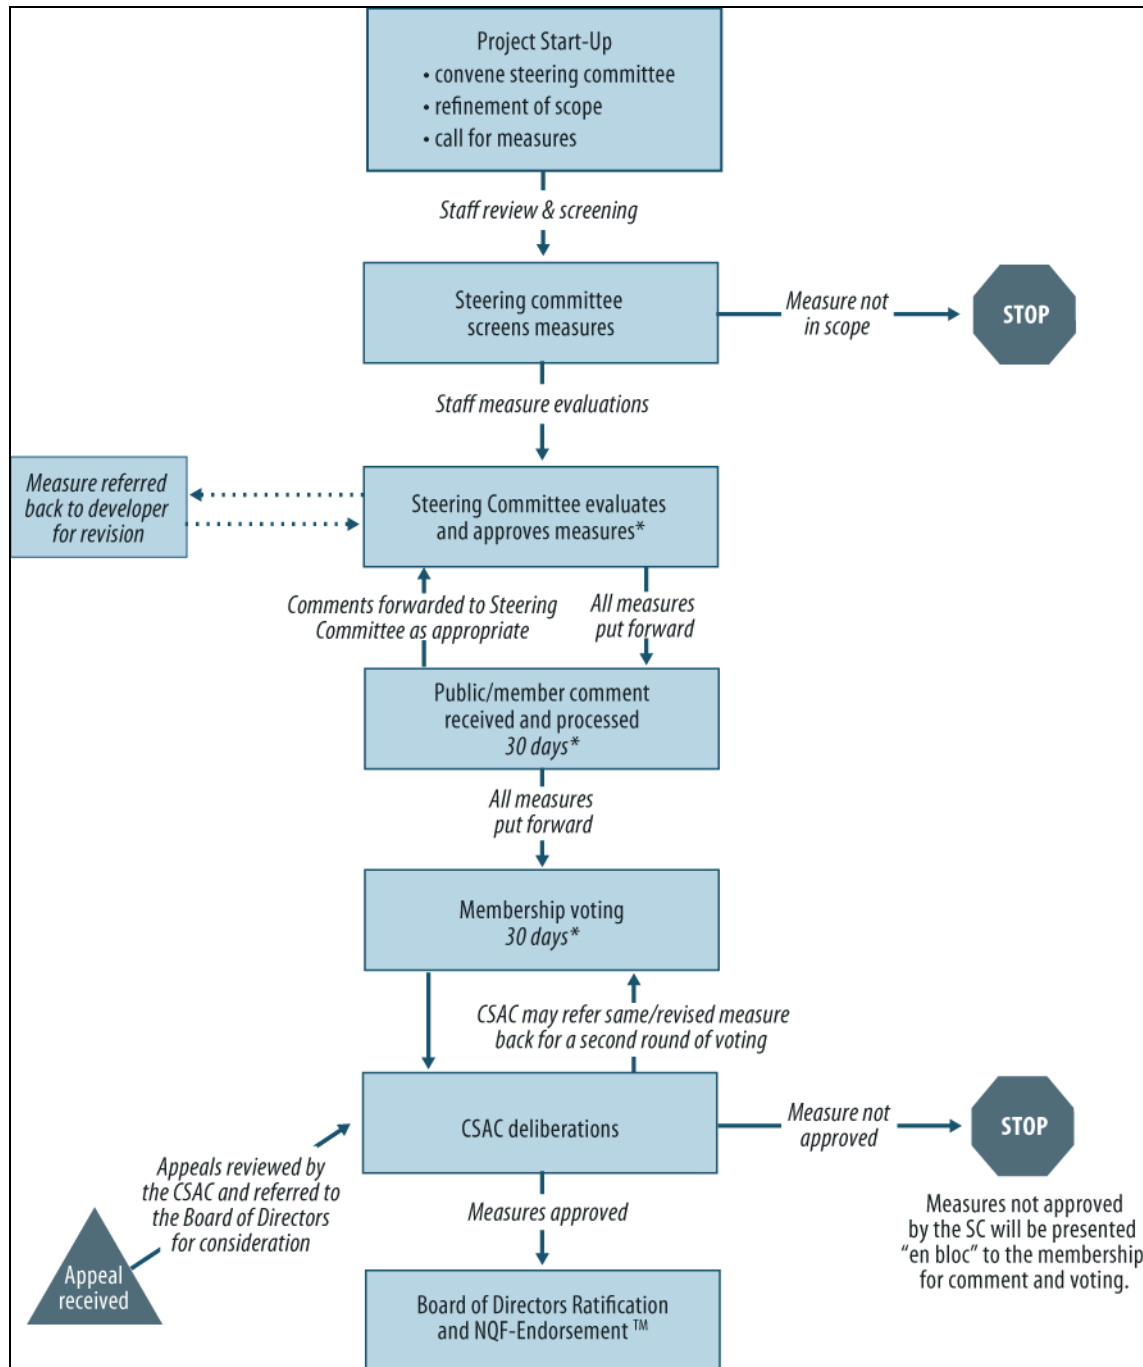 Project Start-Up
• convene steering committee
• refinement of scope
• call for measures
Staff review & screening
Steering committee
screens measures
Measure not
in scope
STOP
Staff measure evaluations
Measure referred
back to developer
for revision
Steering Committee evaluates
and approves measures*
Comments forwarded to Steering
Committee as appropriate
All measures
put forward
Public/member comment
received and processed
30 days*
All measures
put forward
Membership voting
30 days*
CSAC may refer same/revised measure
back for a second round of voting
CSAC deliberations
Measure not
approved
STOP
Measures not approved
by the SC will be presented
“en bloc” to the membership
for comment and voting.
Appeals reviewed by
the CSAC and referred to
the Board of Directors
for consideration
Appeal
received
Measures approved
Board of Directors Ratification
and NQF-Endorsement ™